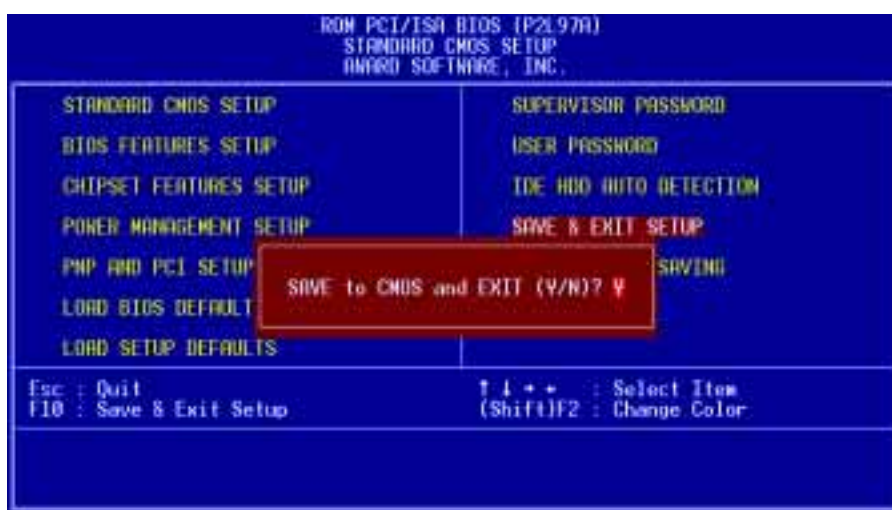 ROM PCI/ISA BIOS (P2L97A)
STANDARD CMOS SETUP
AWARD SOFTWARE, INC.
STANDARD CMOS SETUP
BIOS FEATURES SETUP
CHIPSET FEATURES SETUP
POWER MANAGEMENT SETUP
PNP AND PCI SETUP
LOAD BIOS DEFAULT
LOAD SETUP DEFAULTS
SUPERVISOR PASSWORD
USER PASSWORD
IDE HDD AUTO DETECTION
SAVE & EXIT SETUP
SAVING
SAVE to CMOS and EXIT (Y/N)? Y
Esc : Quit
F10 : Save & Exit Setup
↑ ↓ → ← : Select Item
(Shift)F2 : Change Color